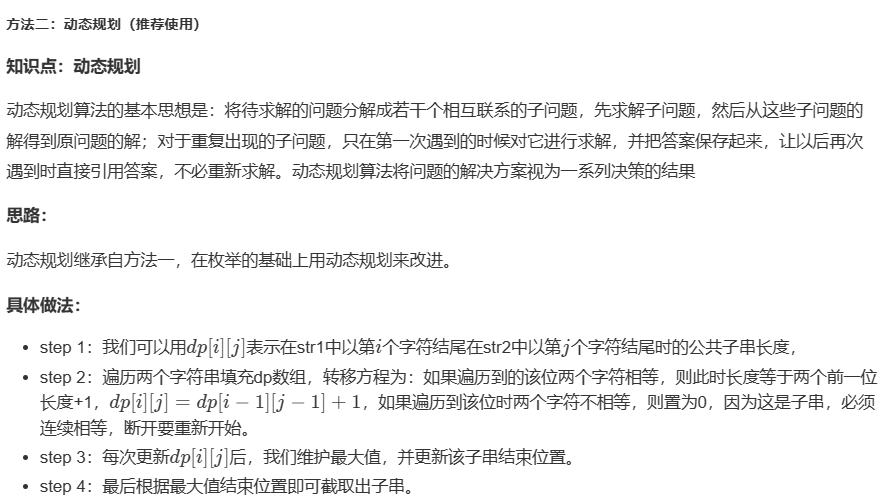 方法二：动态规划（推荐使用）
知识点：动态规划
动态规划算法的基本思想是：将待求解的问题分解成若干个相互联系的子问题，先求解子问题，然后从这些子问题的
解得到原问题的解；对于重复出现的子问题，只在第一次遇到的时候对它进行求解，并把答案保存起来，让以后再次
遇到时直接引用答案，不必重新求解。动态规划算法将问题的解决方案视为一系列决策的结果
思路：
动态规划继承自方法一，在枚举的基础上用动态规划来改进。
具体做法：
• step 1：我们可以用dp[i][j]表示在str1中以第i个字符结尾在str2中以第j个字符结尾时的公共子串长度，
• step 2：遍历两个字符串填充dp数组，转移方程为：如果遍历到的该位两个字符相等，则此时长度等于两个前一位
长度+1，dp[i][j] = dp[i − 1][j − 1] + 1，如果遍历到该位时两个字符不相等，则置为0，因为这是子串，必须
连续相等，断开要重新开始。
• step 3：每次更新dp[i][j]后，我们维护最大值，并更新该子串结束位置。
• step 4：最后根据最大值结束位置即可截取出子串。